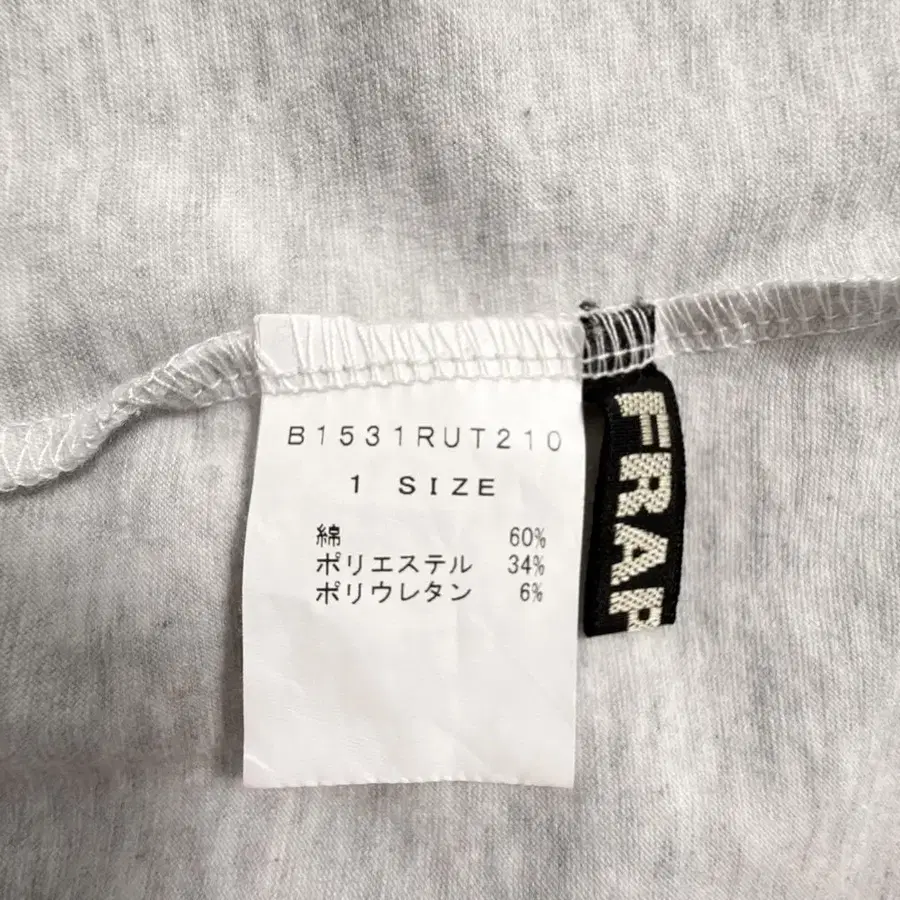 B1531RUT210
1 SIZE
綿 60%
ポリエステル 34%
ポリウレタン 6%
FRAP